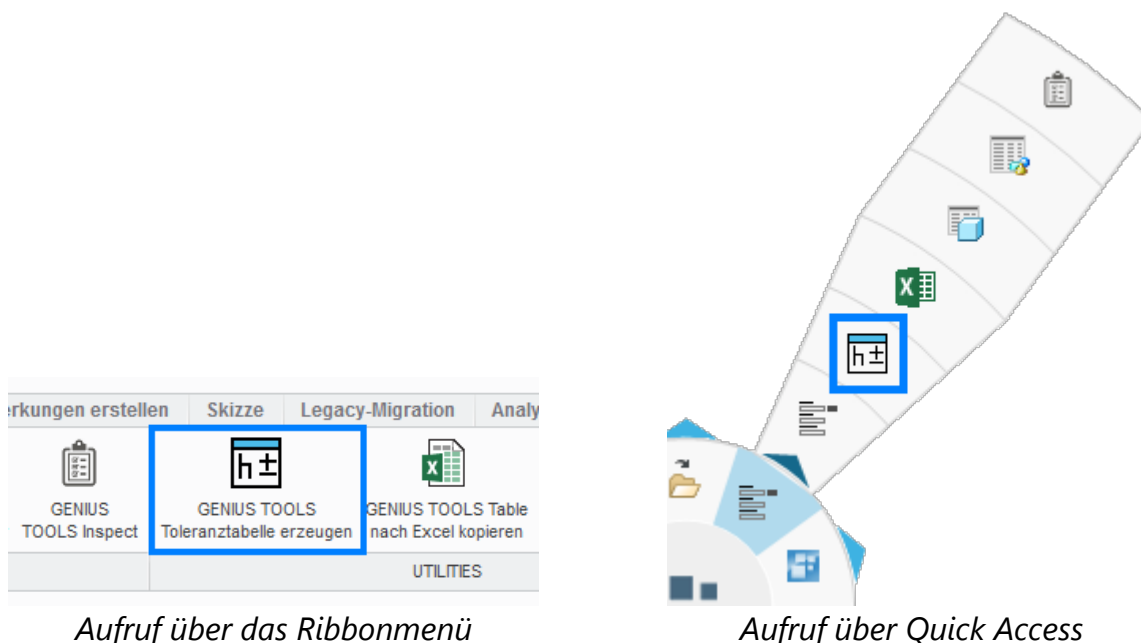 rkungen erstellen Skizze Legacy-Migration Analy
GENIUS
TOOLS Inspect
h±
GENIUS TOOLS
Toleranztabelle erzeugen
GENIUS TOOLS Table
nach Excel kopieren
UTILITIES
Aufruf über das Ribbonmenü
h±
Aufruf über Quick Access